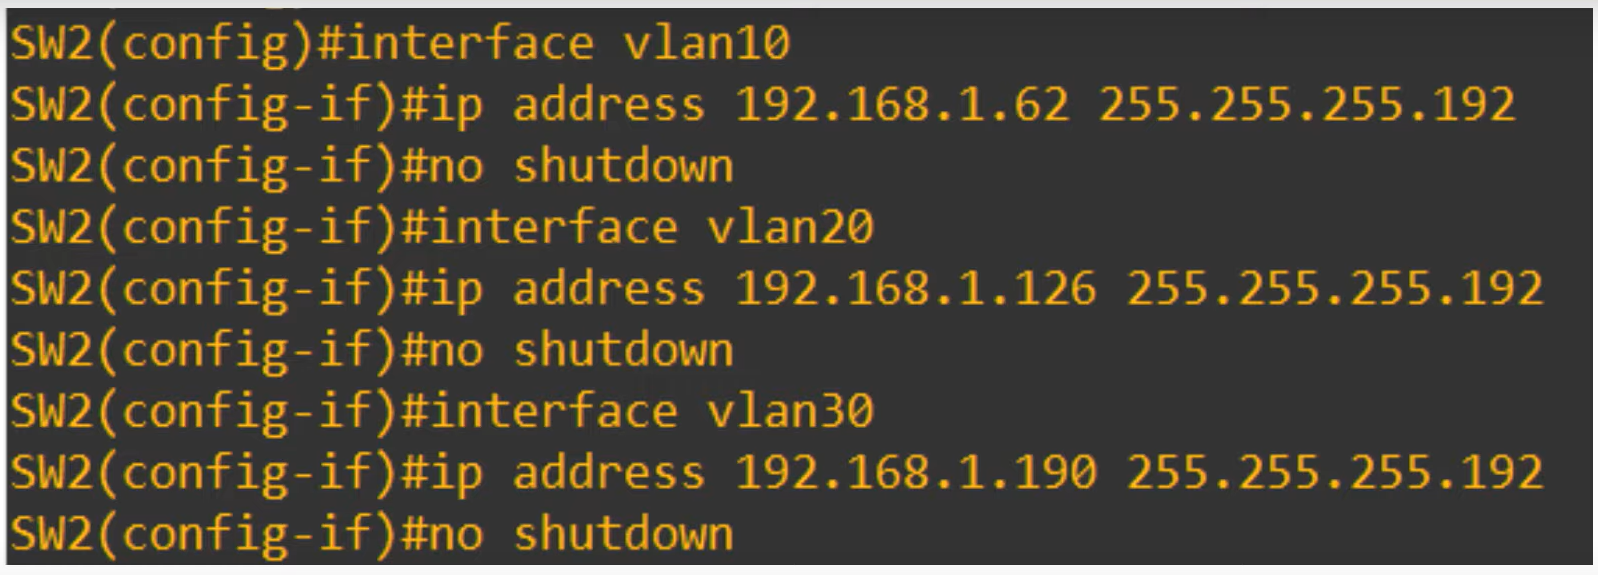 SW2(config)#interface vlan10
SW2(config-if)#ip address 192.168.1.62 255.255.255.192
SW2(config-if)#no shutdown
SW2(config-if)#interface vlan20
SW2(config-if)#ip address 192.168.1.126 255.255.255.192
SW2(config-if)#no shutdown
SW2(config-if)#interface vlan30
SW2(config-if)#ip address 192.168.1.190 255.255.255.192
SW2(config-if)#no shutdown